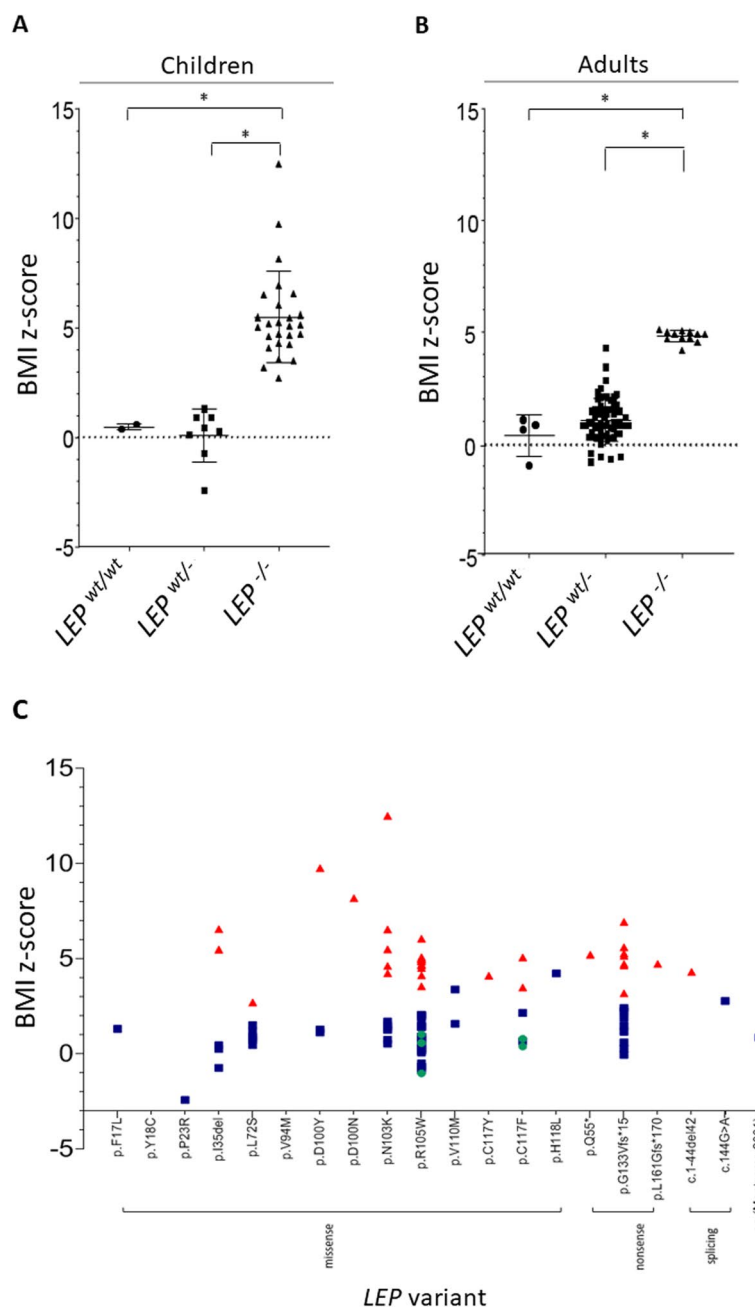 A
B
Children
Adults
BMI z-score
15
*
*
10
5
0
-5
LEP wt/wt
LEP wt/-
LEP -/-
BMI z-score
15
*
*
10
5
0
-5
LEP wt/wt
LEP wt/-
LEP -/-
C
BMI z-score
15
10
5
0
-5
p.F17L
p.Y18C
p.P23R
p.I35del
p.L72S
p.V94M
p.D100Y
p.D100N
p.N103K
p.R105W
p.V110M
p.C117Y
p.C117F
p.H118L
p.Q55*
p.G133Vfs*15
p.L161Gfs*170
c.1-44del42
c.144G>A
missense
nonsense
splicing
LEP variant